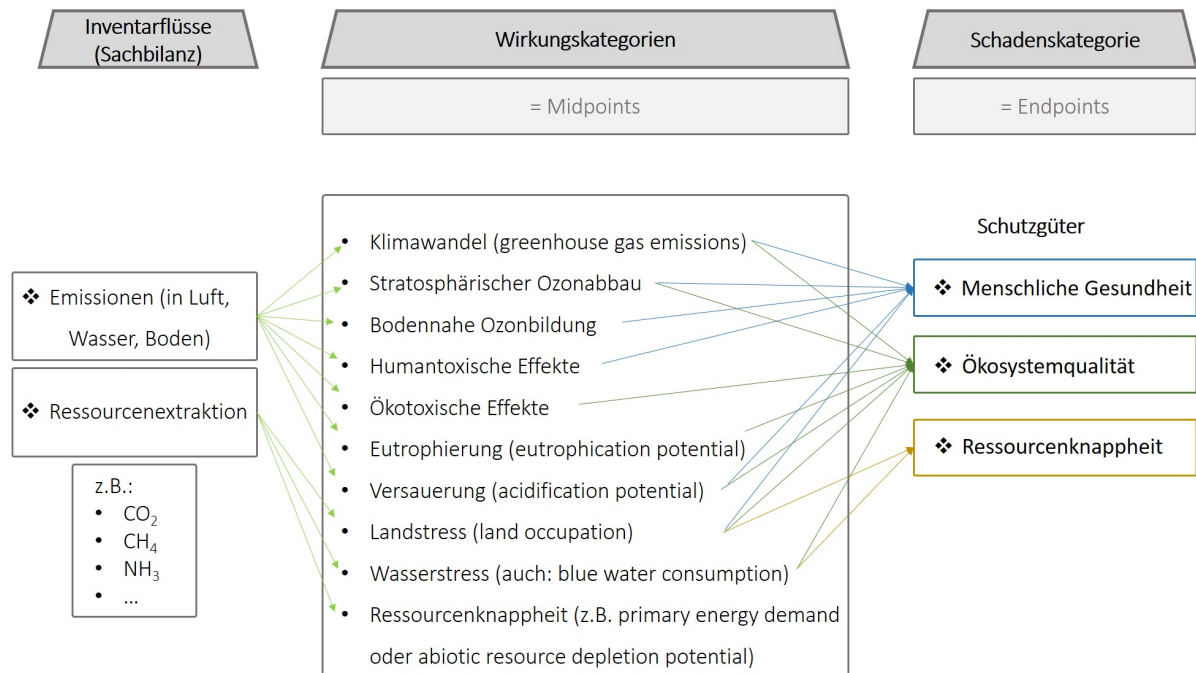 Inventarflüsse
(Sachbilanz)
Wirkungskategorien
Schadenskategorie
= Midpoints
= Endpoints
❖ Emissionen (in Luft,
Wasser, Boden)
❖ Ressourcenextraktion
z.B.:
• CO₂
• CH₄
• NH₃
• ...
• Klimawandel (greenhouse gas emissions)
• Stratosphärischer Ozonabbau
• Bodennahe Ozonbildung
• Humantoxische Effekte
• Ökotoxische Effekte
• Eutrophierung (eutrophication potential)
• Versauerung (acidification potential)
• Landstress (land occupation)
• Wasserstress (auch: blue water consumption)
• Ressourcenknappheit (z.B. primary energy demand
oder abiotic resource depletion potential)
Schutzgüter
❖ Menschliche Gesundheit
❖ Ökosystemqualität
❖ Ressourcenknappheit